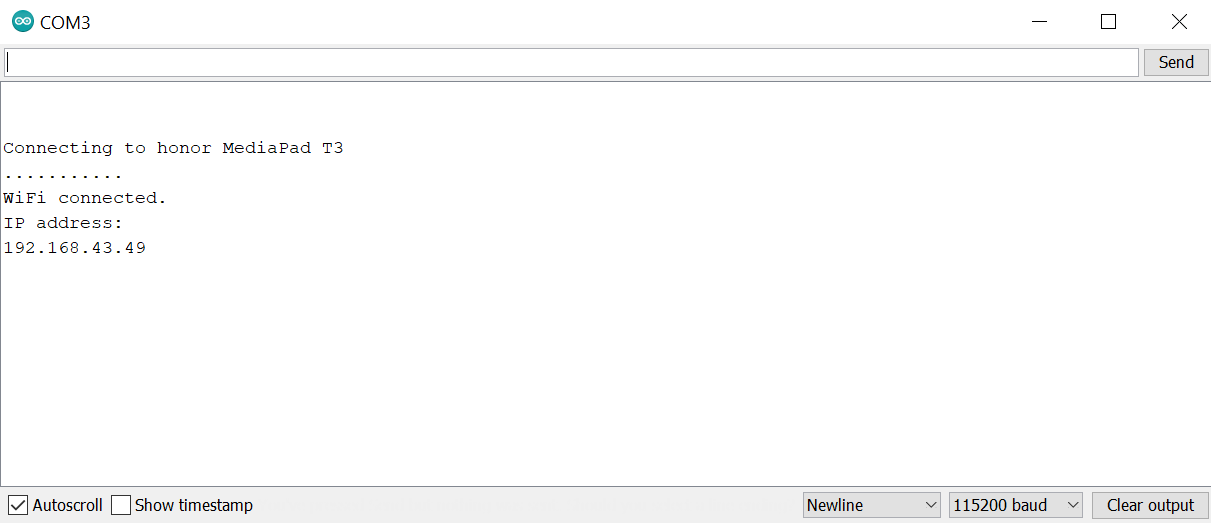 COM3
Send
Connecting to honor MediaPad T3
...........
WiFi connected.
IP address:
192.168.43.49
Autoscroll Show timestamp Newline 115200 baud Clear output